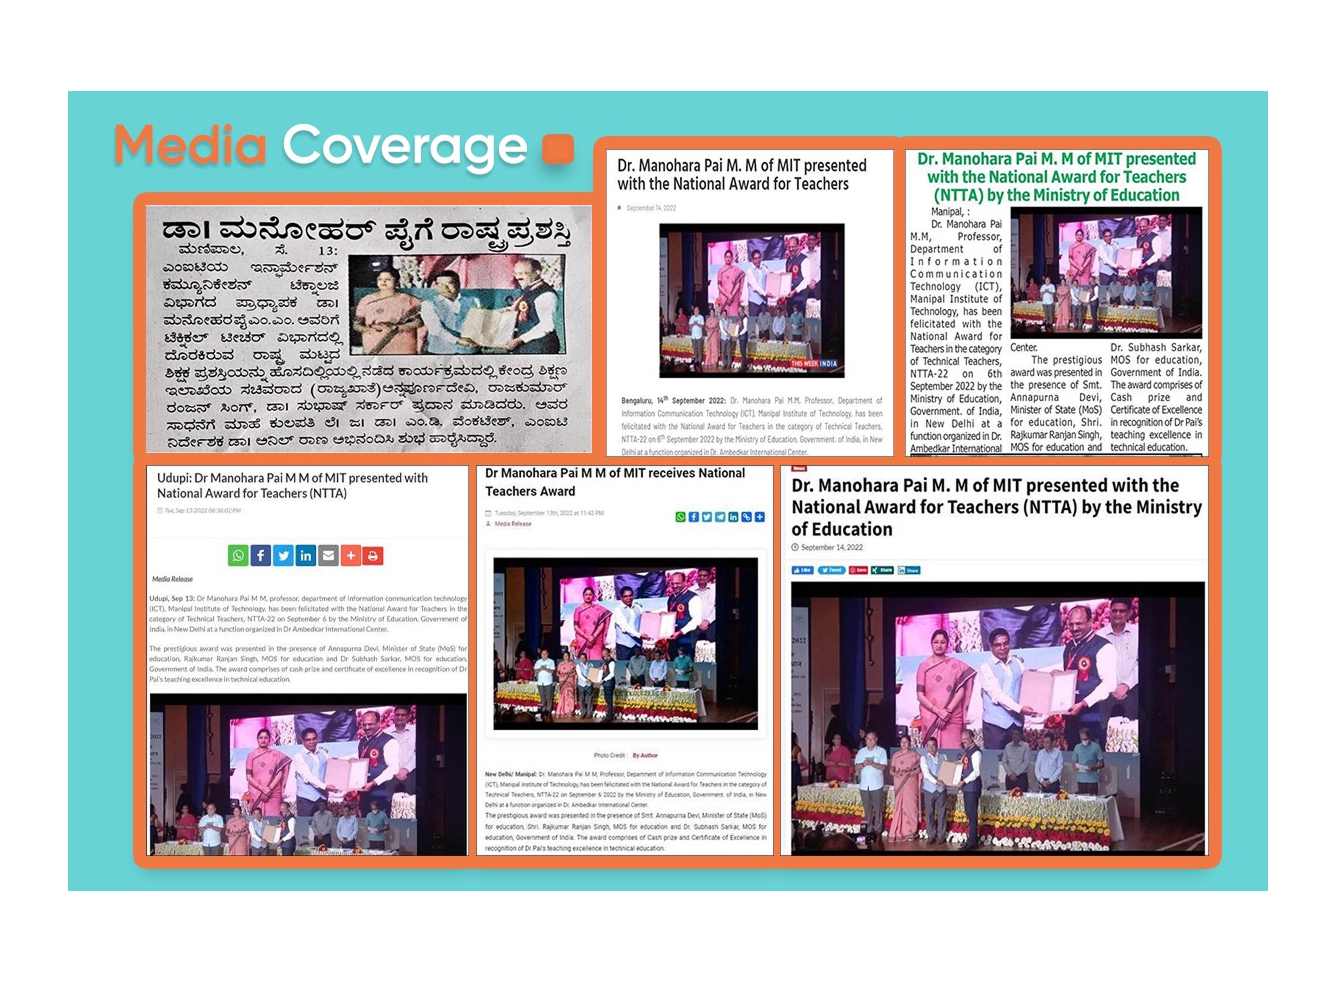 Media Coverage
ಡಾ। ಮನೋಹರ್ ಪೈಗೆ ರಾಷ್ಟ್ರಪ್ರಶಸ್ತಿ
ಮಣಿಪಾಲ, ಸೆ. 13:
ಎಂಐಟಿಯ ಇನ್ಫಾರ್ಮೇಶನ್
ಕಮ್ಯೂನಿಕೇಶನ್ ಟೆಕ್ನಾಲಜಿ
ವಿಭಾಗದ ಪ್ರಾಧ್ಯಾಪಕ ಡಾ।
ಮನೋಹರ ಪೈ ಎಂ.ಎಂ. ಅವರಿಗೆ
ಟೆಕ್ನಿಕಲ್ ಟೀಚರ್ ವಿಭಾಗದಲ್ಲಿ
ದೊರಕಿರುವ ರಾಷ್ಟ್ರ ಮಟ್ಟದ
ಶಿಕ್ಷಕ ಪ್ರಶಸ್ತಿಯನ್ನು ಹೊಸದಿಲ್ಲಿಯಲ್ಲಿ ನಡೆದ ಕಾರ್ಯಕ್ರಮದಲ್ಲಿ ಕೇಂದ್ರ ಶಿಕ್ಷಣ
ಇಲಾಖೆಯ ಸಚಿವರಾದ (ರಾಜ್ಯಖಾತೆ) ಅನ್ನಪೂರ್ಣದೇವಿ, ರಾಜಕುಮಾರ್
ರಂಜನ್ ಸಿಂಗ್, ಡಾ। ಸುಭಾಷ್ ಸರ್ಕಾರ್ ಪ್ರದಾನ ಮಾಡಿದರು. ಅವರ
ಸಾಧನೆಗೆ ಮಾಹೆ ಕುಲಪತಿ ಲೆ। ಜ। ಡಾ। ಎಂ.ಡಿ. ವೆಂಕಟೇಶ್, ಎಂಐಟಿ
ನಿರ್ದೇಶಕ ಡಾ। ಅನಿಲ್ ರಾಣ ಅಭಿನಂದಿಸಿ ಶುಭ ಹಾರೈಸಿದ್ದಾರೆ.
Dr. Manohara Pai M. M of MIT presented
with the National Award for Teachers
September 14, 2022
THIS WEEK INDIA
Bengaluru, 14th September 2022: Dr. Manohara Pai M.M, Professor, Department of
Information Communication Technology (ICT), Manipal Institute of Technology, has been
felicitated with the National Award for Teachers in the category of Technical Teachers,
NTTA-22 on 6th September 2022 by the Ministry of Education, Government. of India, in New
Delhi at a function organized in Dr. Ambedkar International Center.
Dr. Manohara Pai M. M of MIT presented
with the National Award for Teachers
(NTTA) by the Ministry of Education
Manipal, :
Dr. Manohara Pai
M.M, Professor,
Department of
Information
Communication
Technology (ICT),
Manipal Institute of
Technology, has been
felicitated with the
National Award for
Teachers in the category
of Technical Teachers,
NTTA-22 on 6th
September 2022 by the
Ministry of Education,
Government. of India,
in New Delhi at a
function organized in Dr.
Ambedkar International
Center.
The prestigious
award was presented in
the presence of Smt.
Annapurna Devi,
Minister of State (MoS)
for education, Shri.
Rajkumar Ranjan Singh,
MOS for education and
Dr. Subhash Sarkar,
MOS for education,
Government of India.
The award comprises of
Cash prize and
Certificate of Excellence
in recognition of Dr Pai's
teaching excellence in
technical education.
Udupi: Dr Manohara Pai M M of MIT presented with
National Award for Teachers (NTTA)
Tue, Sep 13 2022 06:36:02 PM
Media Release
Udupi, Sep 13: Dr Manohara Pai M M, professor, department of information communication technology
(ICT), Manipal Institute of Technology, has been felicitated with the National Award for Teachers in the
category of Technical Teachers, NTTA-22 on September 6 by the Ministry of Education. Government of
India, in New Delhi at a function organized in Dr Ambedkar International Center.
The prestigious award was presented in the presence of Annapurna Devi, Minister of State (MoS) for
education, Rajkumar Ranjan Singh, MOS for education and Dr Subhash Sarkar, MOS for education,
Government of India. The award comprises of cash prize and certificate of excellence in recognition of Dr
Pai's teaching excellence in technical education.
Dr Manohara Pai M M of MIT receives National
Teachers Award
Tuesday, September 13th, 2022 at 11:42 PM
Media Release
Photo Credit : By Author
New Delhi/ Manipal: Dr. Manohara Pai M M, Professor, Department of Information Communication Technology
(ICT), Manipal Institute of Technology, has been felicitated with the National Award for Teachers in the category of
Technical Teachers, NTTA-22 on September 6 2022 by the Ministry of Education, Government. of India, in New
Delhi at a function organized in Dr. Ambedkar International Center.
The prestigious award was presented in the presence of Smt. Annapurna Devi, Minister of State (MoS)
for education, Shri. Rajkumar Ranjan Singh, MOS for education and Dr. Subhash Sarkar, MOS for
education, Government of India. The award comprises of Cash prize and Certificate of Excellence in
recognition of Dr Pai's teaching excellence in technical education.
News
Dr. Manohara Pai M. M of MIT presented with the
National Award for Teachers (NTTA) by the Ministry
of Education
September 14, 2022
Like Tweet Save Share Share